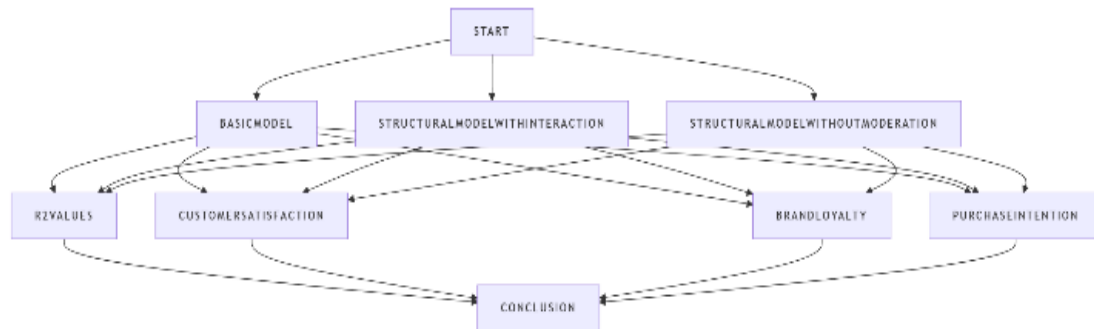 START
BASICMODEL
STRUCTURALMODELWITHINTERACTION
STRUCTURALMODELWITHOUTMODERATION
R2VALUES
CUSTOMERSATISFACTION
BRANDLOYALTY
PURCHASEINTENTION
CONCLUSION